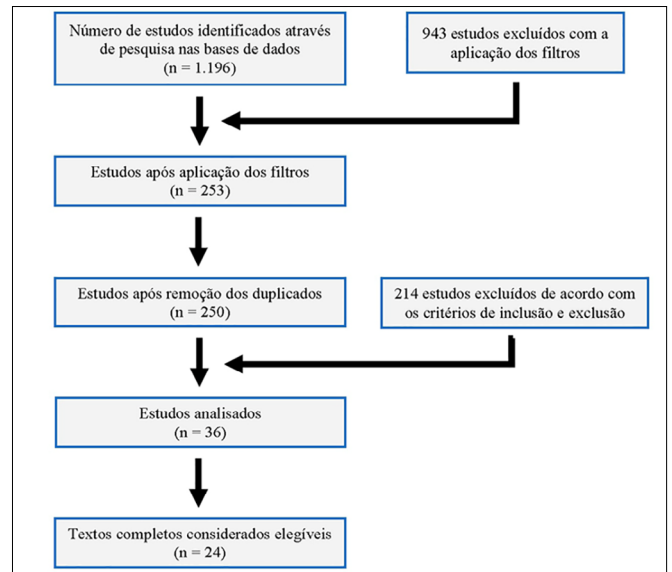 Número de estudos identificados através
de pesquisa nas bases de dados
(n = 1.196)
943 estudos excluídos com a
aplicação dos filtros
Estudos após aplicação dos filtros
(n = 253)
Estudos após remoção dos duplicados
(n = 250)
214 estudos excluídos de acordo com
os critérios de inclusão e exclusão
Estudos analisados
(n = 36)
Textos completos considerados elegíveis
(n = 24)